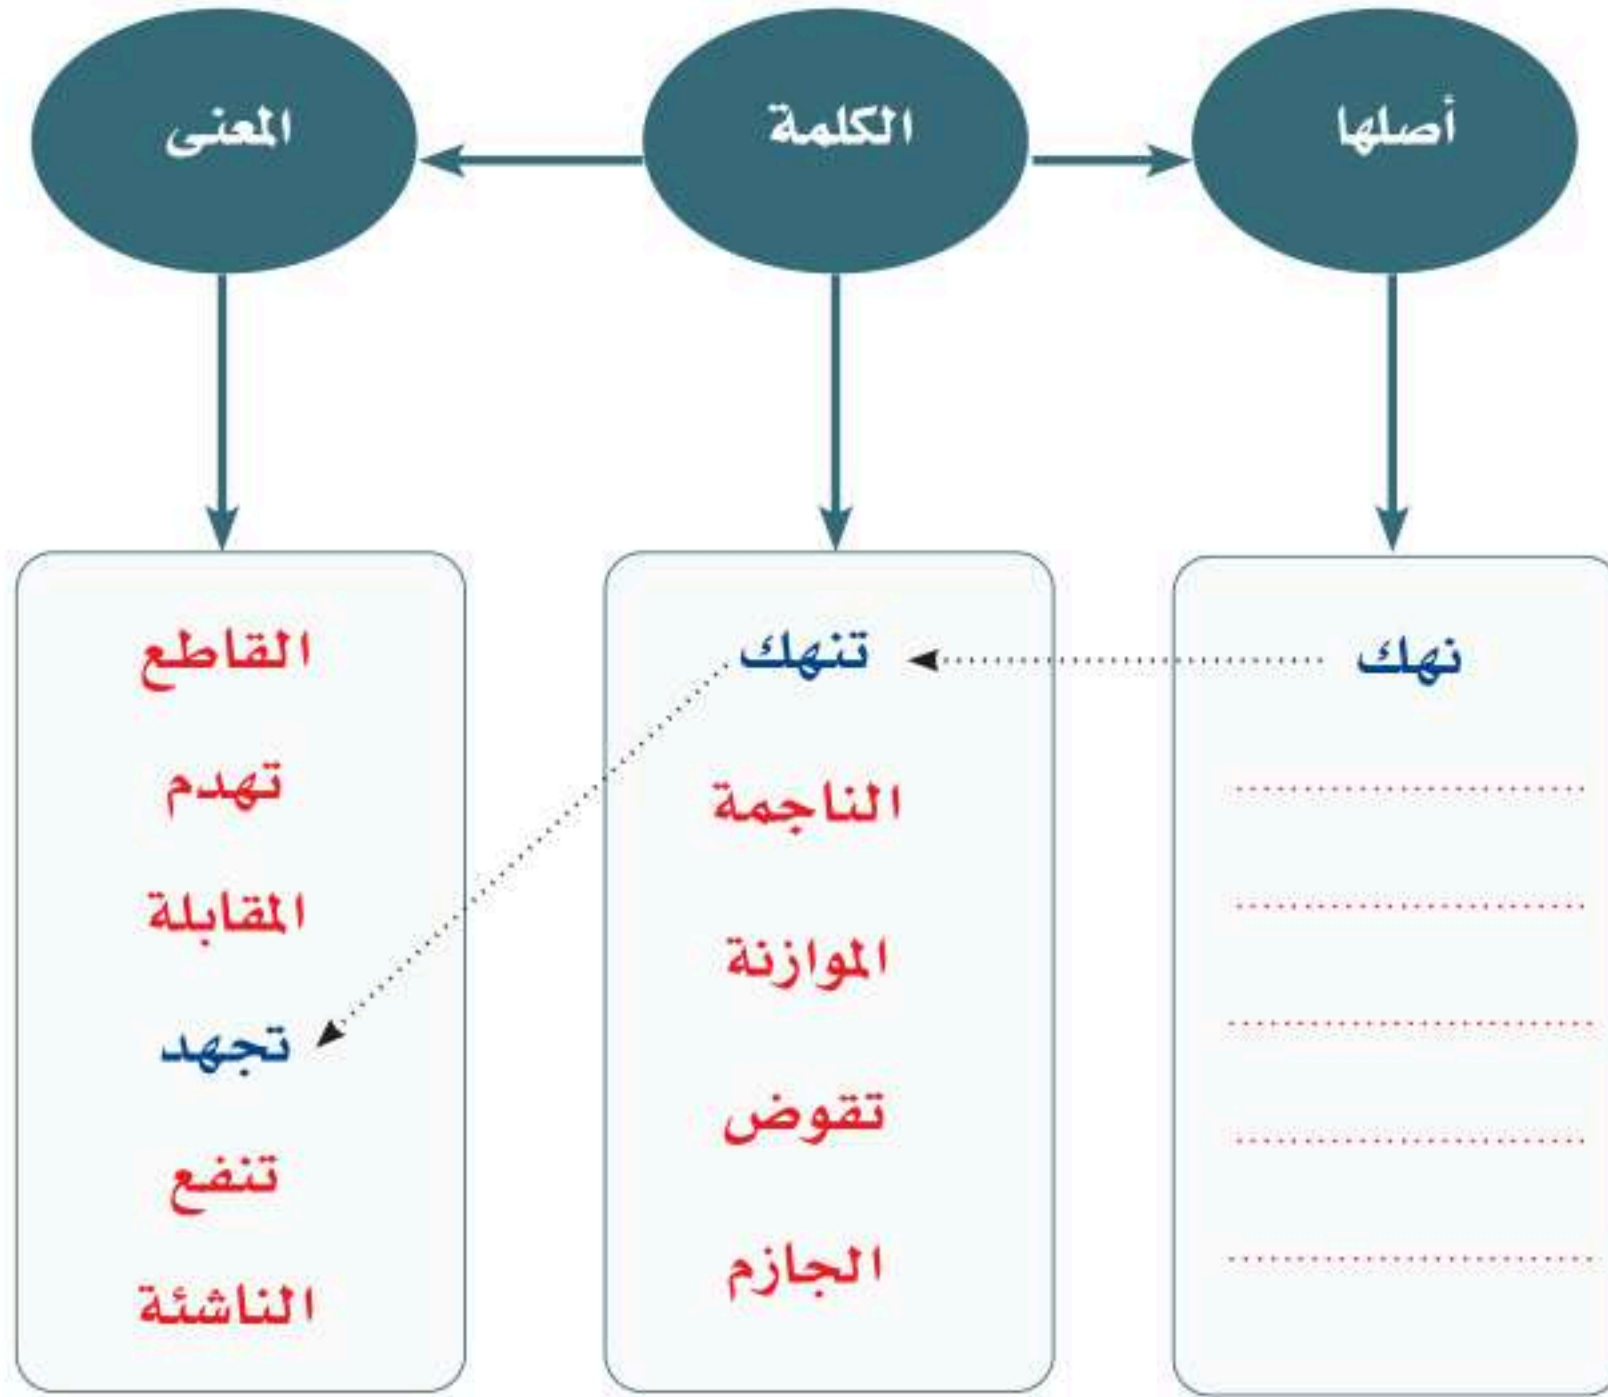 أصلها
الكلمة
المعنى
نهك
تنهك
الناجمة
الموازنة
تقوض
الجازم
القاطع
تهدم
المقابلة
تجهد
تنفع
الناشئة